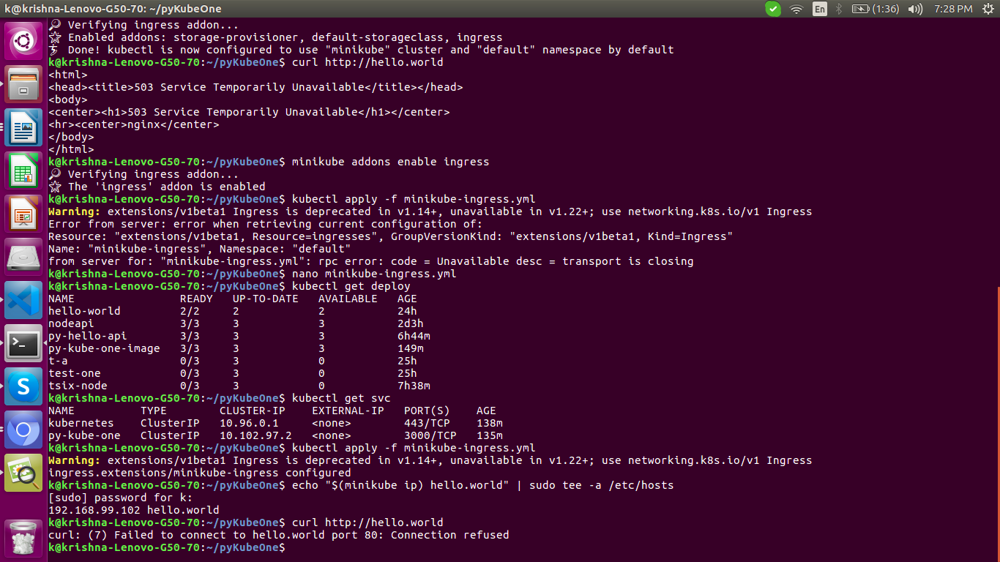 k@krishna-Lenovo-G50-70: ~/pyKubeOne
En
(1:36)
7:28 PM
Verifying ingress addon...
Enabled addons: storage-provisioner, default-storageclass, ingress
Done! kubectl is now configured to use "minikube" cluster and "default" namespace by default
k@krishna-Lenovo-G50-70:~/pyKubeOne$ curl http://hello.world
<html>
<head><title>503 Service Temporarily Unavailable</title></head>
<body>
<center><h1>503 Service Temporarily Unavailable</h1></center>
<hr><center>nginx</center>
</body>
</html>
k@krishna-Lenovo-G50-70:~/pyKubeOne$ minikube addons enable ingress
Verifying ingress addon...
The 'ingress' addon is enabled
k@krishna-Lenovo-G50-70:~/pyKubeOne$ kubectl apply -f minikube-ingress.yml
Warning: extensions/v1beta1 Ingress is deprecated in v1.14+, unavailable in v1.22+; use networking.k8s.io/v1 Ingress
Error from server: error when retrieving current configuration of:
Resource: "extensions/v1beta1, Resource=ingresses", GroupVersionKind: "extensions/v1beta1, Kind=Ingress"
Name: "minikube-ingress", Namespace: "default"
from server for: "minikube-ingress.yml": rpc error: code = Unavailable desc = transport is closing
k@krishna-Lenovo-G50-70:~/pyKubeOne$ nano minikube-ingress.yml
k@krishna-Lenovo-G50-70:~/pyKubeOne$ kubectl get deploy
NAME READY UP-TO-DATE AVAILABLE AGE
hello-world 2/2 2 2 24h
nodeapi 3/3 3 3 2d3h
py-hello-api 3/3 3 3 6h44m
py-kube-one-image 3/3 3 3 149m
t-a 0/3 3 0 25h
test-one 0/3 3 0 25h
tsix-node 0/3 3 0 7h38m
k@krishna-Lenovo-G50-70:~/pyKubeOne$ kubectl get svc
NAME TYPE CLUSTER-IP EXTERNAL-IP PORT(S) AGE
kubernetes ClusterIP 10.96.0.1 <none> 443/TCP 138m
py-kube-one ClusterIP 10.102.97.2 <none> 3000/TCP 135m
k@krishna-Lenovo-G50-70:~/pyKubeOne$ kubectl apply -f minikube-ingress.yml
Warning: extensions/v1beta1 Ingress is deprecated in v1.14+, unavailable in v1.22+; use networking.k8s.io/v1 Ingress
ingress.extensions/minikube-ingress configured
k@krishna-Lenovo-G50-70:~/pyKubeOne$ echo "$(minikube ip) hello.world" | sudo tee -a /etc/hosts
[sudo] password for k:
192.168.99.102 hello.world
k@krishna-Lenovo-G50-70:~/pyKubeOne$ curl http://hello.world
curl: (7) Failed to connect to hello.world port 80: Connection refused
k@krishna-Lenovo-G50-70:~/pyKubeOne$